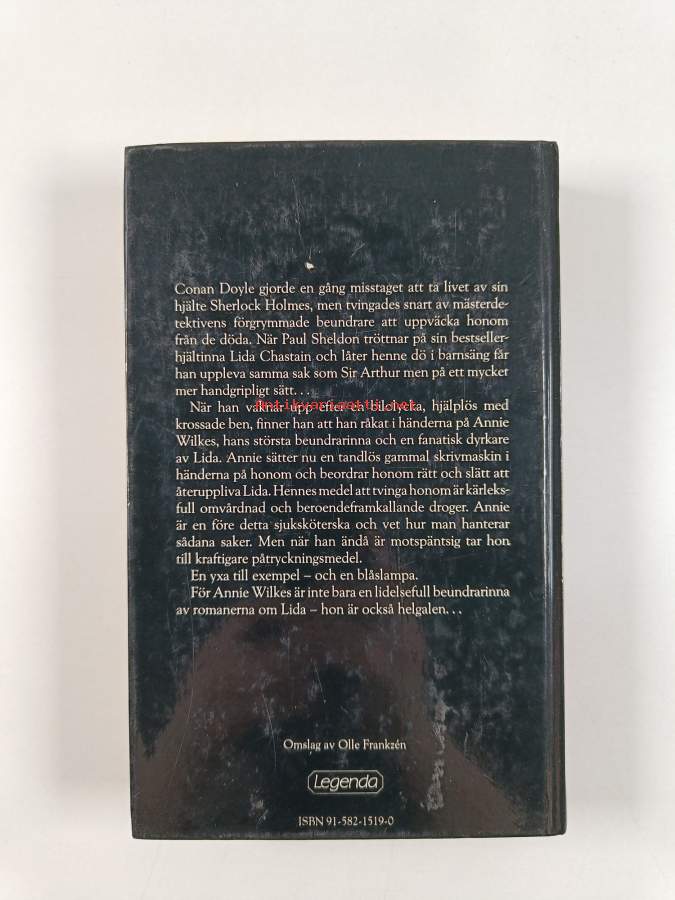 Conan Doyle gjorde en gång misstaget att ta livet av sin
hjälte Sherlock Holmes, men tvingades snart av mästerde-
tektivens förgrymmade beundrare att uppväcka honom
från de döda. När Paul Sheldon tröttnar på sin bestseller-
hjältinna Lida Chastain och låter henne dö i barnsäng får
han uppleva samma sak som Sir Arthur men på ett mycket
mer handgripligt sätt...
När han vaknar upp efter en bilolycka, hjälplös med
krossade ben, finner han att han råkat i händerna på Annie
Wilkes, hans största beundrarinna och en fanatisk dyrkare
av Lida. Annie sätter nu en tandlös gammal skrivmaskin i
händerna på honom och beordrar honom rätt och slätt att
återuppliva Lida. Hennes medel att tvinga honom är kärleks-
full omvårdnad och beroendeframkallande droger. Annie
är en före detta sjuksköterska och vet hur man hanterar
sådana saker. Men när han ändå är motspäntsig tar hon
till kraftigare påtryckningsmedel.
En yxa till exempel – och en blåslampa.
För Annie Wilkes är inte bara en lidelsefull beundrarinna
av romanerna om Lida – hon är också helgalen...
Omslag av Olle Frankzén
Legenda
ISBN 91-582-1519-0